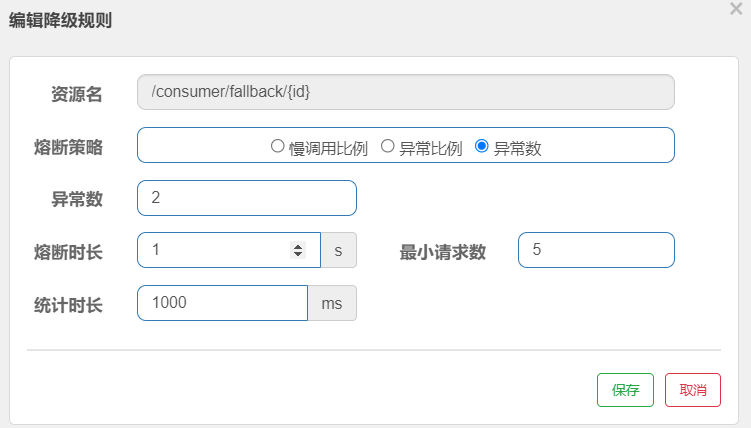 编辑降级规则 ×
资源名 /consumer/fallback/{id}
熔断策略 慢调用比例 异常比例 异常数
异常数 2
熔断时长 1 s 最小请求数 5
统计时长 1000 ms
保存 取消